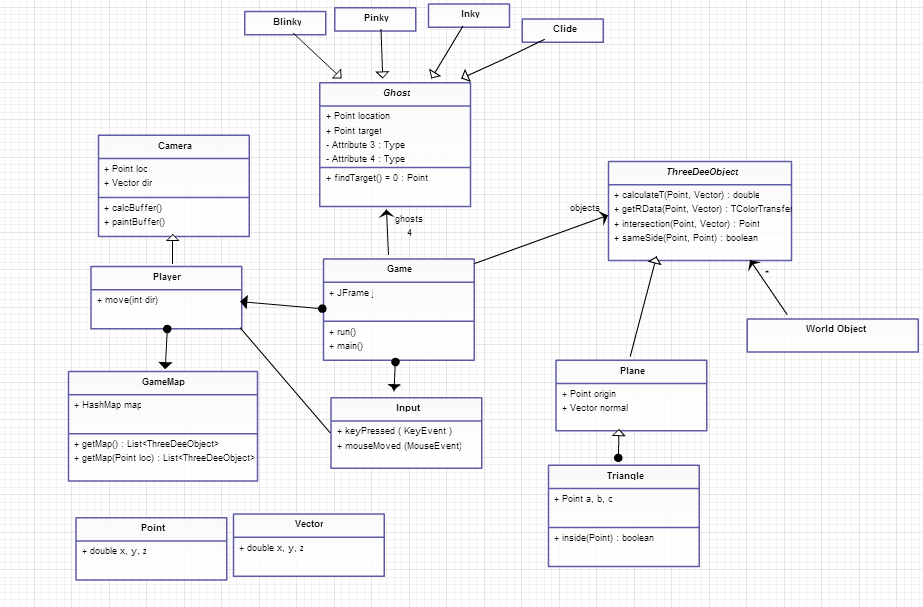 Blinky
Pinky
Inky
Clide
Ghost
+ Point location
+ Point target
- Attribute 3 : Type
- Attribute 4 : Type
+ findTarget() = 0 : Point
Camera
+ Point loc
+ Vector dir
+ calcBuffer()
+ paintBuffer()
ThreeDeeObject
+ calculateT(Point, Vector) : double
+ getRData(Point, Vector) : TColorTransfer
+ intersection(Point, Vector) : Point
+ sameSide(Point, Point) : boolean
objects
ghosts
4
Player
+ move(int dir)
Game
+ JFrame j
+ run()
+ main()
*
World Object
GameMap
+ HashMap map
+ getMap() : List<ThreeDeeObject>
+ getMap(Point loc) : List<ThreeDeeObject>
Input
+ keyPressed ( KeyEvent )
+ mouseMoved (MouseEvent)
Plane
+ Point origin
+ Vector normal
Triangle
+ Point a, b, c
+ inside(Point) : boolean
Point
+ double x, y, z
Vector
+ double x, y, z